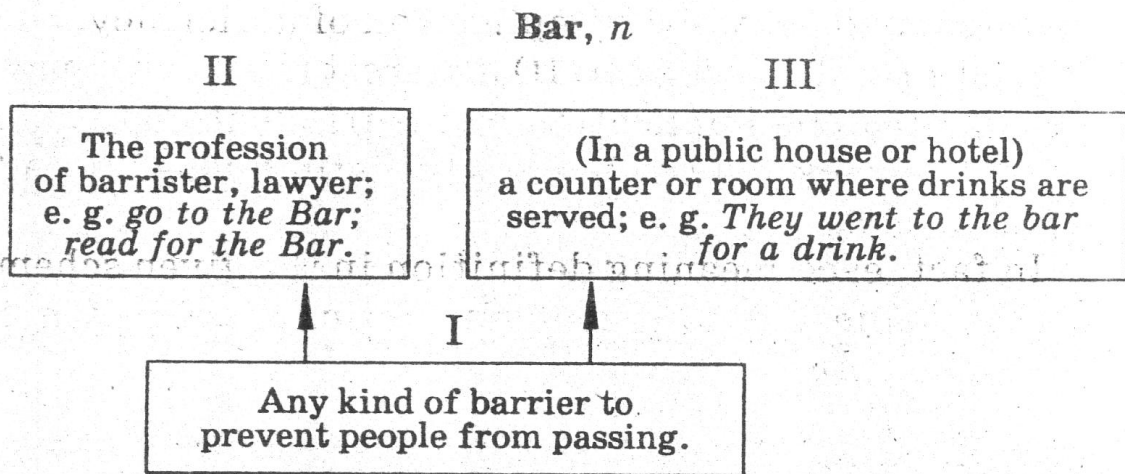 Bar, n
II
III
The profession
of barrister, lawyer;
e. g. go to the Bar;
read for the Bar.
(In a public house or hotel)
a counter or room where drinks are
served; e. g. They went to the bar
for a drink.
I
Any kind of barrier to
prevent people from passing.